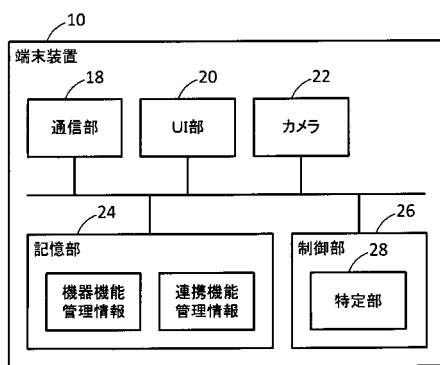 10
端末装置
18
20
22
通信部
UI部
カメラ
24
26
記憶部
制御部
28
機器機能
管理情報
連携機能
管理情報
特定部